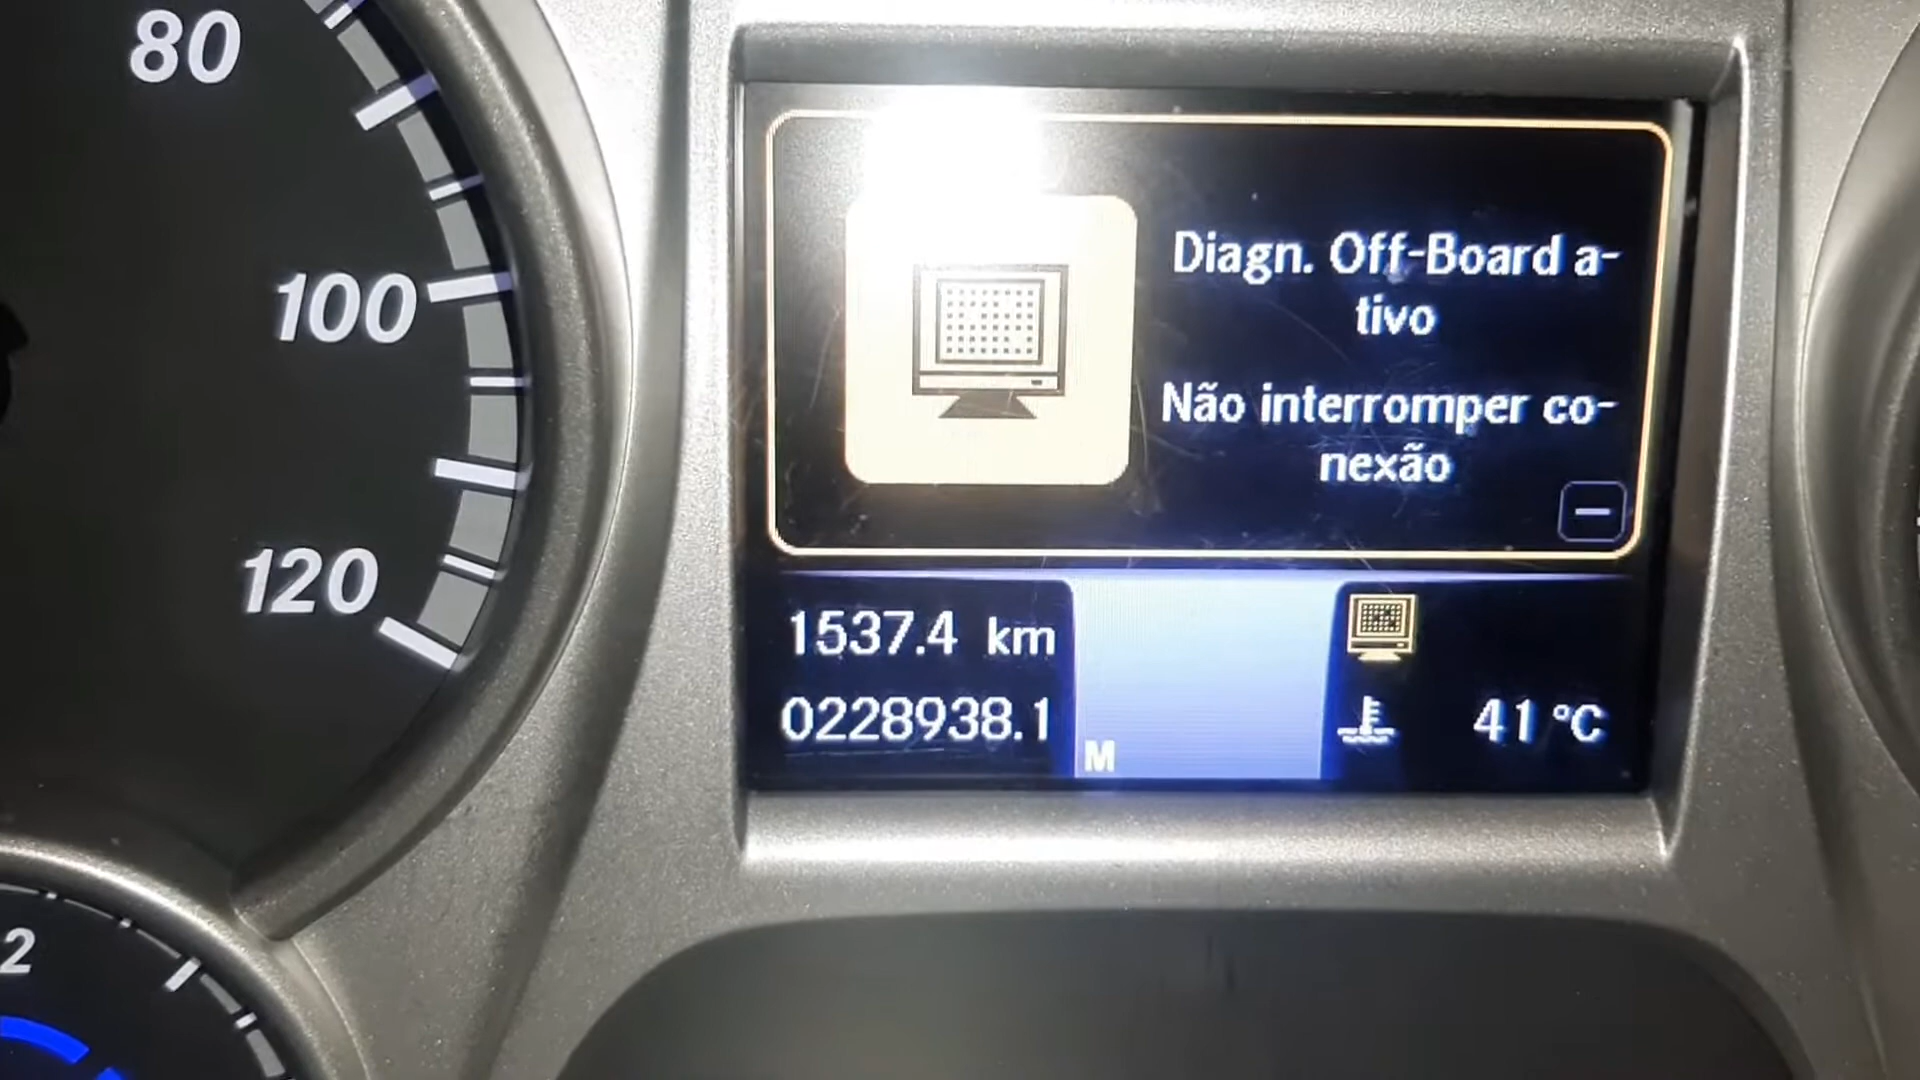 80
100
120
Diagn. Off-Board a-
tivo
Não interromper co-
nexão
1537.4 km
0228938.1
M
41 °C
2